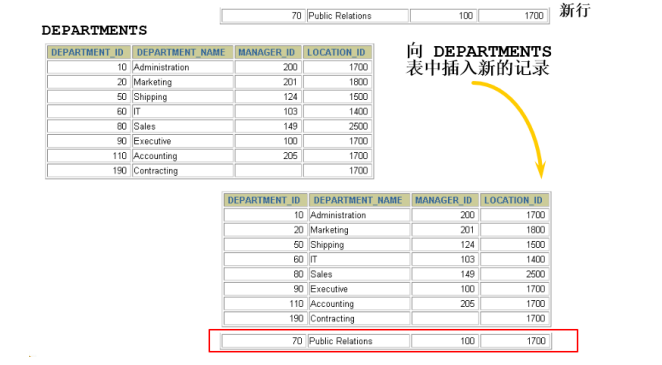 70 Public Relations 100 1700 新行
DEPARTMENTS
DEPARTMENT_ID DEPARTMENT_NAME MANAGER_ID LOCATION_ID
10 Administration 200 1700
20 Marketing 201 1800
50 Shipping 124 1500
60 IT 103 1400
80 Sales 149 2500
90 Executive 100 1700
110 Accounting 205 1700
190 Contracting 1700
向 DEPARTMENTS
表中插入新的记录
DEPARTMENT_ID DEPARTMENT_NAME MANAGER_ID LOCATION_ID
10 Administration 200 1700
20 Marketing 201 1800
50 Shipping 124 1500
60 IT 103 1400
80 Sales 149 2500
90 Executive 100 1700
110 Accounting 205 1700
190 Contracting 1700
70 Public Relations 100 1700